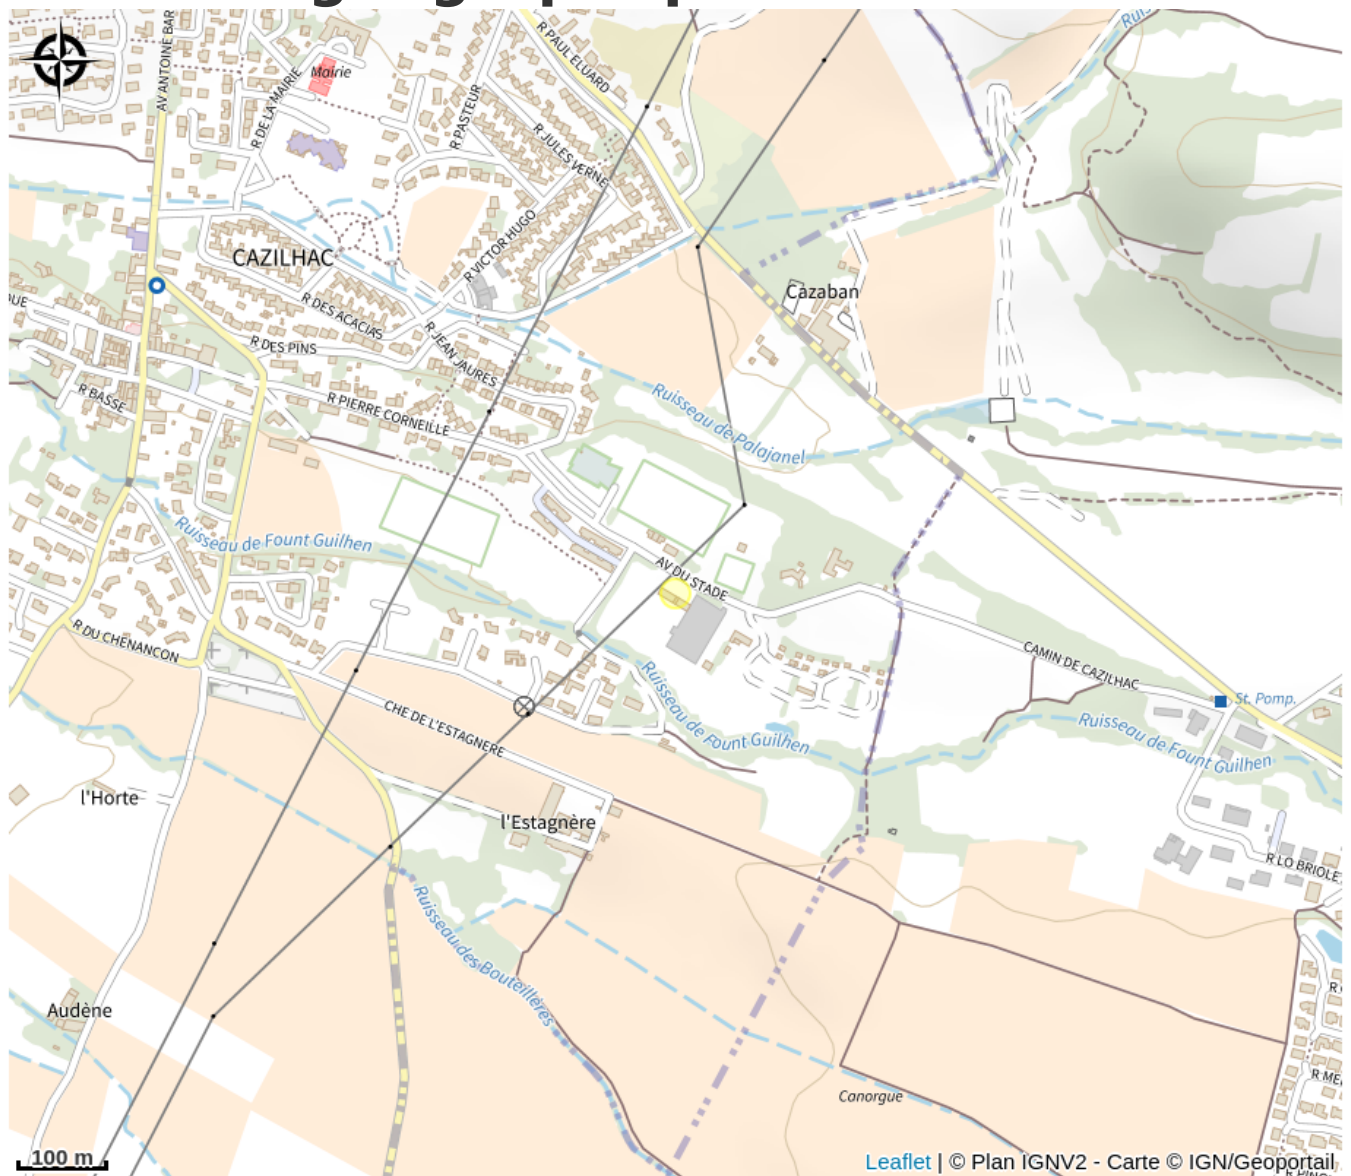 AV ANTOINE BAR
R DE LA MAIRIE
Mairie
R PASTEUR
R PAUL ELUARD
R JULES VERNE
R VICTOR HUGO
CAZILHAC
Cazaban
R DES ACACIAS
R DES PINS
R JEAN JAURES
R BASSE
R PIERRE CORNEILLE
Ruisseau de Palajanel
Ruisseau de Fount Guilhen
AV DU STADE
R DU CHENANCON
CAMIN DE CAZILHAC
Ruisseau de Fount Guilhen
St. Pomp.
Ruisseau de Fount Guilhen
CHE DE L'ESTAGNERE
l'Horte
l'Estagnère
R LO BRIOLE
Ruisseau des Bouteillères
Audène
Canorgue
R ME
100 m
Leaflet | © Plan IGNV2 - Carte © IGN/Geoportail